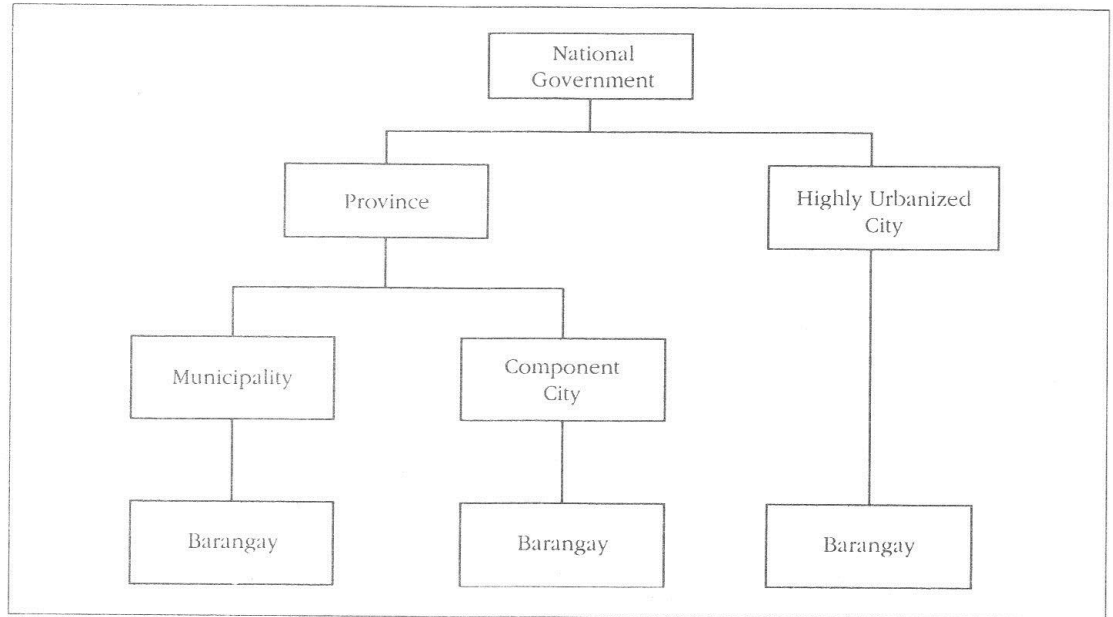 National
Government
Province
Highly Urbanized
City
Municipality
Component
City
Barangay
Barangay
Barangay